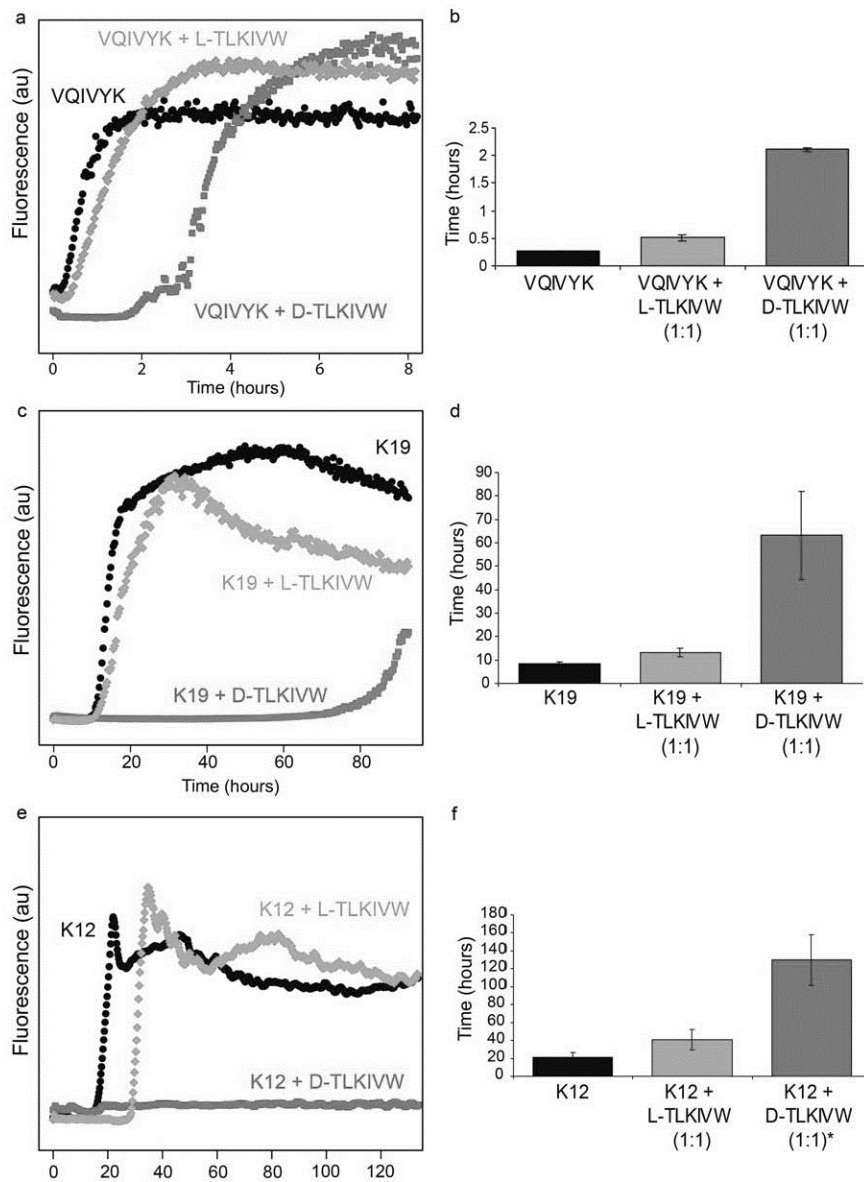 a
VQIVYK + L-TLKIVW
VQIVYK
VQIVYK + D-TLKIVW
Fluorescence (au)
0 2 4 6 8
Time (hours)
b
Time (hours)
2.5
2
1.5
1
0.5
0
VQIVYK
VQIVYK +
L-TLKIVW
(1:1)
VQIVYK +
D-TLKIVW
(1:1)
c
K19
K19 + L-TLKIVW
K19 + D-TLKIVW
Fluorescence (au)
0 20 40 60 80
Time (hours)
d
Time (hours)
90
80
70
60
50
40
30
20
10
0
K19
K19 +
L-TLKIVW
(1:1)
K19 +
D-TLKIVW
(1:1)
e
K12
K12 + L-TLKIVW
K12 + D-TLKIVW
Fluorescence (au)
0 20 40 60 80 100 120
f
Time (hours)
180
160
140
120
100
80
60
40
20
0
K12
K12 +
L-TLKIVW
(1:1)
K12 +
D-TLKIVW
(1:1)*